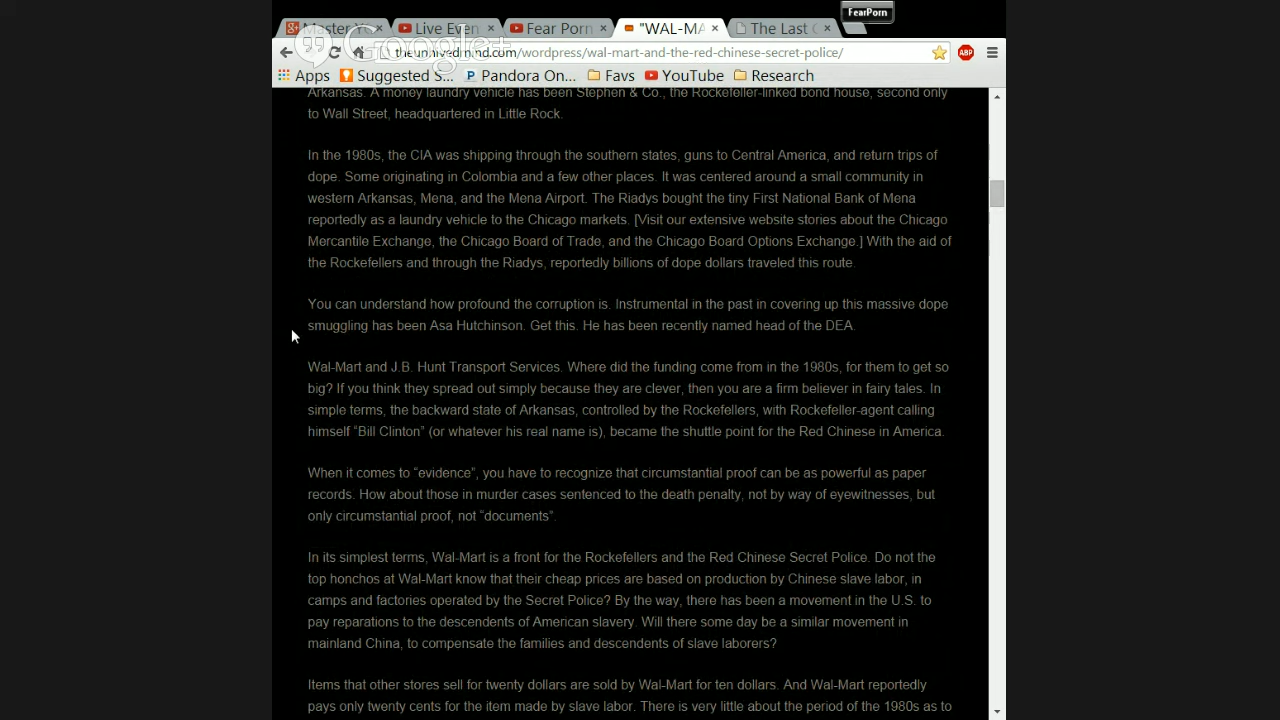 FearPorn
Master Yo
Live Even
Fear Porn
"WAL-MA
The Last
Google+
theunhivedmind.com/wordpress/wal-mart-and-the-red-chinese-secret-police/
ABP
Apps Suggested S... Pandora On... Favs YouTube Research
Arkansas. A money laundry vehicle has been Stephen & Co., the Rockefeller-linked bond house, second only
to Wall Street, headquartered in Little Rock.
In the 1980s, the CIA was shipping through the southern states, guns to Central America, and return trips of
dope. Some originating in Colombia and a few other places. It was centered around a small community in
western Arkansas, Mena, and the Mena Airport. The Riadys bought the tiny First National Bank of Mena
reportedly as a laundry vehicle to the Chicago markets. [Visit our extensive website stories about the Chicago
Mercantile Exchange, the Chicago Board of Trade, and the Chicago Board Options Exchange.] With the aid of
the Rockefellers and through the Riadys, reportedly billions of dope dollars traveled this route.
You can understand how profound the corruption is. Instrumental in the past in covering up this massive dope
smuggling has been Asa Hutchinson. Get this. He has been recently named head of the DEA.
Wal-Mart and J.B. Hunt Transport Services. Where did the funding come from in the 1980s, for them to get so
big? If you think they spread out simply because they are clever, then you are a firm believer in fairy tales. In
simple terms, the backward state of Arkansas, controlled by the Rockefellers, with Rockefeller-agent calling
himself “Bill Clinton” (or whatever his real name is), became the shuttle point for the Red Chinese in America.
When it comes to “evidence”, you have to recognize that circumstantial proof can be as powerful as paper
records. How about those in murder cases sentenced to the death penalty, not by way of eyewitnesses, but
only circumstantial proof, not “documents”.
In its simplest terms, Wal-Mart is a front for the Rockefellers and the Red Chinese Secret Police. Do not the
top honchos at Wal-Mart know that their cheap prices are based on production by Chinese slave labor, in
camps and factories operated by the Secret Police? By the way, there has been a movement in the U.S. to
pay reparations to the descendents of American slavery. Will there some day be a similar movement in
mainland China, to compensate the families and descendents of slave laborers?
Items that other stores sell for twenty dollars are sold by Wal-Mart for ten dollars. And Wal-Mart reportedly
pays only twenty cents for the item made by slave labor. There is very little about the period of the 1980s as to